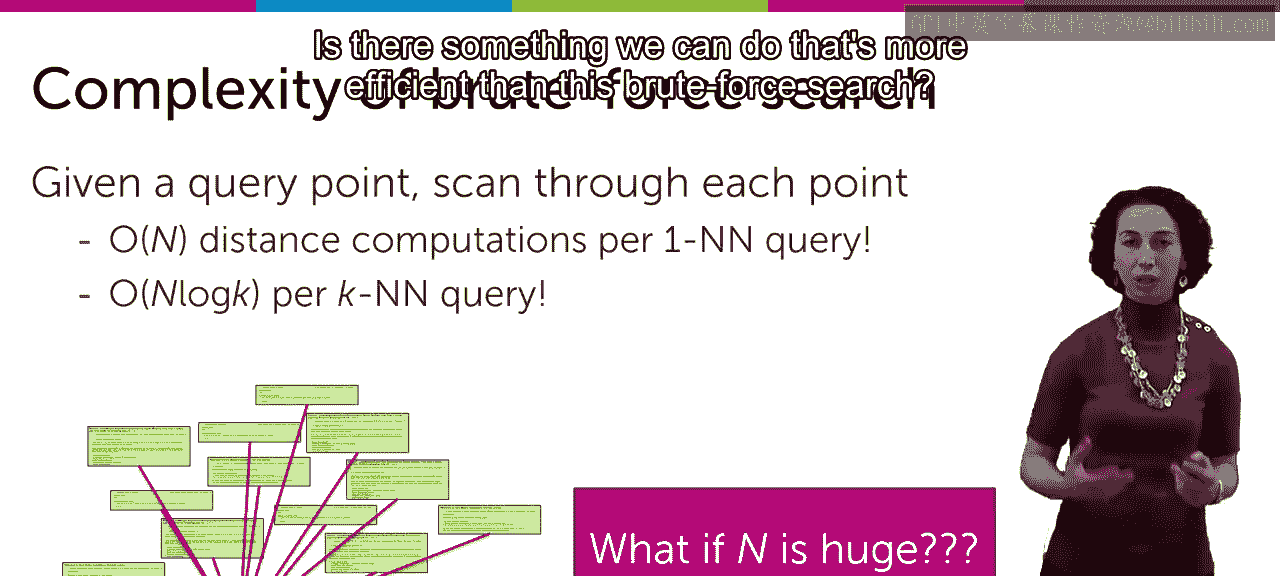 Is there something we can do that's more
efficient than this brute-force search?
Complexity of brute-force search
Given a query point, scan through each point
- O(N) distance computations per 1-NN query!
- O(Nlogk) per k-NN query!
What if N is huge???